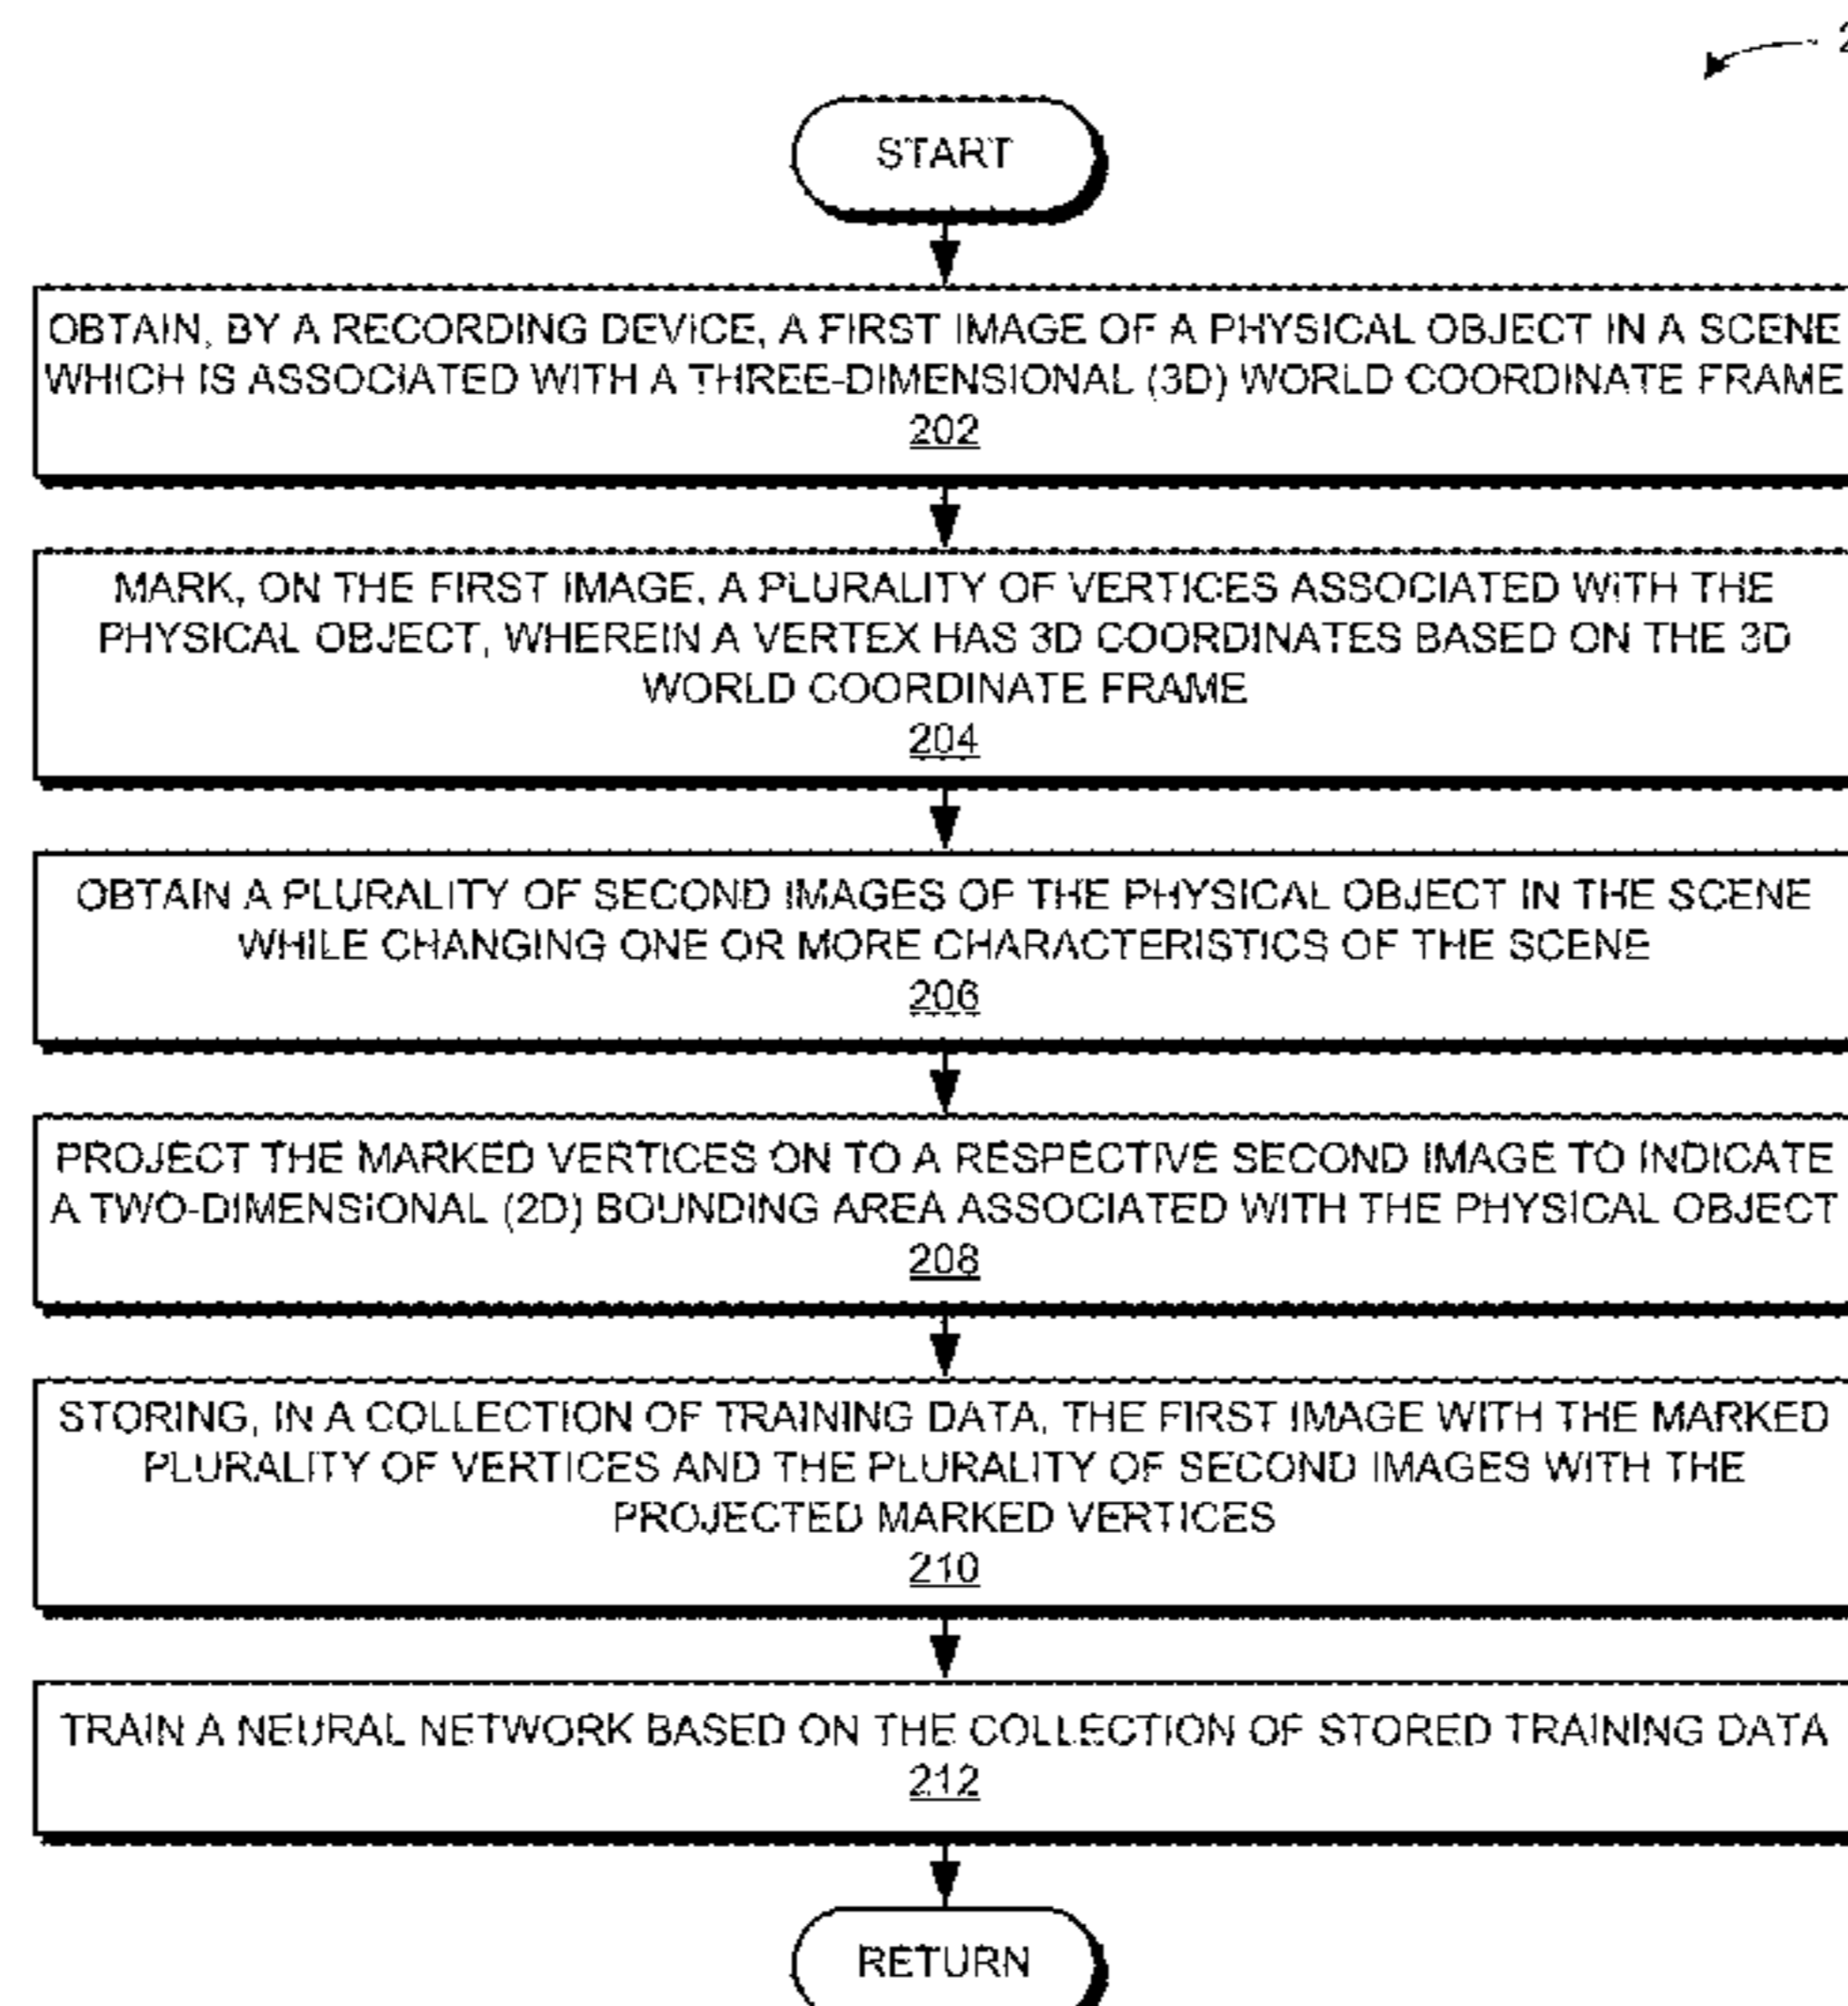 START
OBTAIN, BY A RECORDING DEVICE, A FIRST IMAGE OF A PHYSICAL OBJECT IN A SCENE
WHICH IS ASSOCIATED WITH A THREE-DIMENSIONAL (3D) WORLD COORDINATE FRAME
202
MARK, ON THE FIRST IMAGE, A PLURALITY OF VERTICES ASSOCIATED WITH THE
PHYSICAL OBJECT, WHEREIN A VERTEX HAS 3D COORDINATES BASED ON THE 3D
WORLD COORDINATE FRAME
204
OBTAIN A PLURALITY OF SECOND IMAGES OF THE PHYSICAL OBJECT IN THE SCENE
WHILE CHANGING ONE OR MORE CHARACTERISTICS OF THE SCENE
206
PROJECT THE MARKED VERTICES ON TO A RESPECTIVE SECOND IMAGE TO INDICATE
A TWO-DIMENSIONAL (2D) BOUNDING AREA ASSOCIATED WITH THE PHYSICAL OBJECT
208
STORING, IN A COLLECTION OF TRAINING DATA, THE FIRST IMAGE WITH THE MARKED
PLURALITY OF VERTICES AND THE PLURALITY OF SECOND IMAGES WITH THE
PROJECTED MARKED VERTICES
210
TRAIN A NEURAL NETWORK BASED ON THE COLLECTION OF STORED TRAINING DATA
212
RETURN